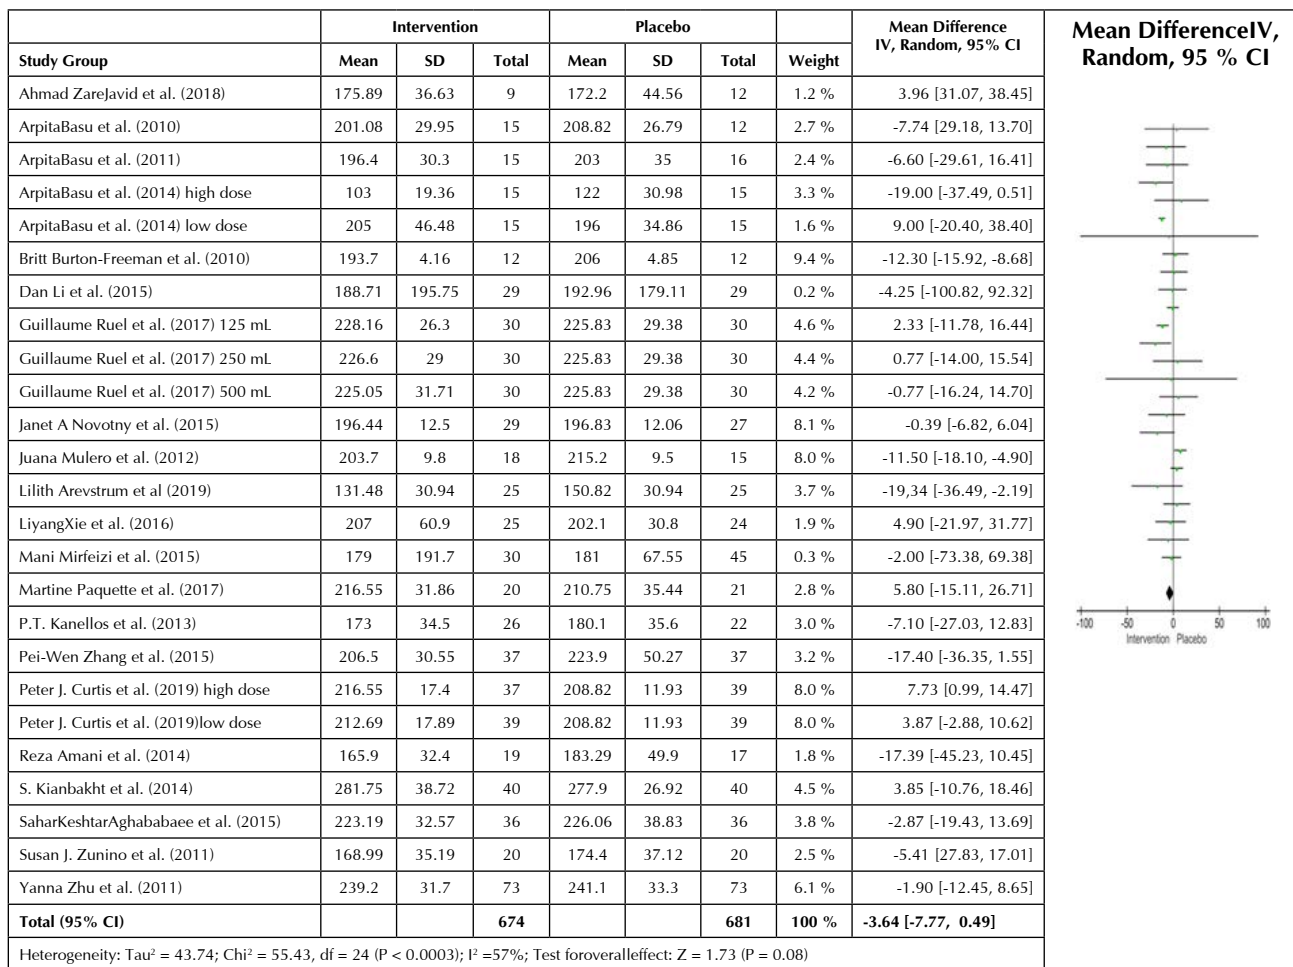 Intervention Placebo Mean Difference
IV, Random, 95% CI
Study Group Mean SD Total Mean SD Total Weight
Ahmad ZareJavid et al. (2018) 175.89 36.63 9 172.2 44.56 12 1.2 % 3.96 [31.07, 38.45]
ArpitaBasu et al. (2010) 201.08 29.95 15 208.82 26.79 12 2.7 % -7.74 [29.18, 13.70]
ArpitaBasu et al. (2011) 196.4 30.3 15 203 35 16 2.4 % -6.60 [-29.61, 16.41]
ArpitaBasu et al. (2014) high dose 103 19.36 15 122 30.98 15 3.3 % -19.00 [-37.49, 0.51]
ArpitaBasu et al. (2014) low dose 205 46.48 15 196 34.86 15 1.6 % 9.00 [-20.40, 38.40]
Britt Burton-Freeman et al. (2010) 193.7 4.16 12 206 4.85 12 9.4 % -12.30 [-15.92, -8.68]
Dan Li et al. (2015) 188.71 195.75 29 192.96 179.11 29 0.2 % -4.25 [-100.82, 92.32]
Guillaume Ruel et al. (2017) 125 mL 228.16 26.3 30 225.83 29.38 30 4.6 % 2.33 [-11.78, 16.44]
Guillaume Ruel et al. (2017) 250 mL 226.6 29 30 225.83 29.38 30 4.4 % 0.77 [-14.00, 15.54]
Guillaume Ruel et al. (2017) 500 mL 225.05 31.71 30 225.83 29.38 30 4.2 % -0.77 [-16.24, 14.70]
Janet A Novotny et al. (2015) 196.44 12.5 29 196.83 12.06 27 8.1 % -0.39 [-6.82, 6.04]
Juana Mulero et al. (2012) 203.7 9.8 18 215.2 9.5 15 8.0 % -11.50 [-18.10, -4.90]
Lilith Arevstrum et al (2019) 131.48 30.94 25 150.82 30.94 25 3.7 % -19,34 [-36.49, -2.19]
LiyangXie et al. (2016) 207 60.9 25 202.1 30.8 24 1.9 % 4.90 [-21.97, 31.77]
Mani Mirfeizi et al. (2015) 179 191.7 30 181 67.55 45 0.3 % -2.00 [-73.38, 69.38]
Martine Paquette et al. (2017) 216.55 31.86 20 210.75 35.44 21 2.8 % 5.80 [-15.11, 26.71]
P.T. Kanellos et al. (2013) 173 34.5 26 180.1 35.6 22 3.0 % -7.10 [-27.03, 12.83]
Pei-Wen Zhang et al. (2015) 206.5 30.55 37 223.9 50.27 37 3.2 % -17.40 [-36.35, 1.55]
Peter J. Curtis et al. (2019) high dose 216.55 17.4 37 208.82 11.93 39 8.0 % 7.73 [0.99, 14.47]
Peter J. Curtis et al. (2019)low dose 212.69 17.89 39 208.82 11.93 39 8.0 % 3.87 [-2.88, 10.62]
Reza Amani et al. (2014) 165.9 32.4 19 183.29 49.9 17 1.8 % -17.39 [-45.23, 10.45]
S. Kianbakht et al. (2014) 281.75 38.72 40 277.9 26.92 40 4.5 % 3.85 [-10.76, 18.46]
SaharKeshtarAghababaee et al. (2015) 223.19 32.57 36 226.06 38.83 36 3.8 % -2.87 [-19.43, 13.69]
Susan J. Zunino et al. (2011) 168.99 35.19 20 174.4 37.12 20 2.5 % -5.41 [27.83, 17.01]
Yanna Zhu et al. (2011) 239.2 31.7 73 241.1 33.3 73 6.1 % -1.90 [-12.45, 8.65]
Total (95% CI) 674 681 100 % -3.64 [-7.77, 0.49]
Heterogeneity: Tau² = 43.74; Chi² = 55.43, df = 24 (P < 0.0003); I² =57%; Test foroveralleffect: Z = 1.73 (P = 0.08)
Mean DifferenceIV,
Random, 95 % CI
-100 -50 0 50 100
Intervention Placebo